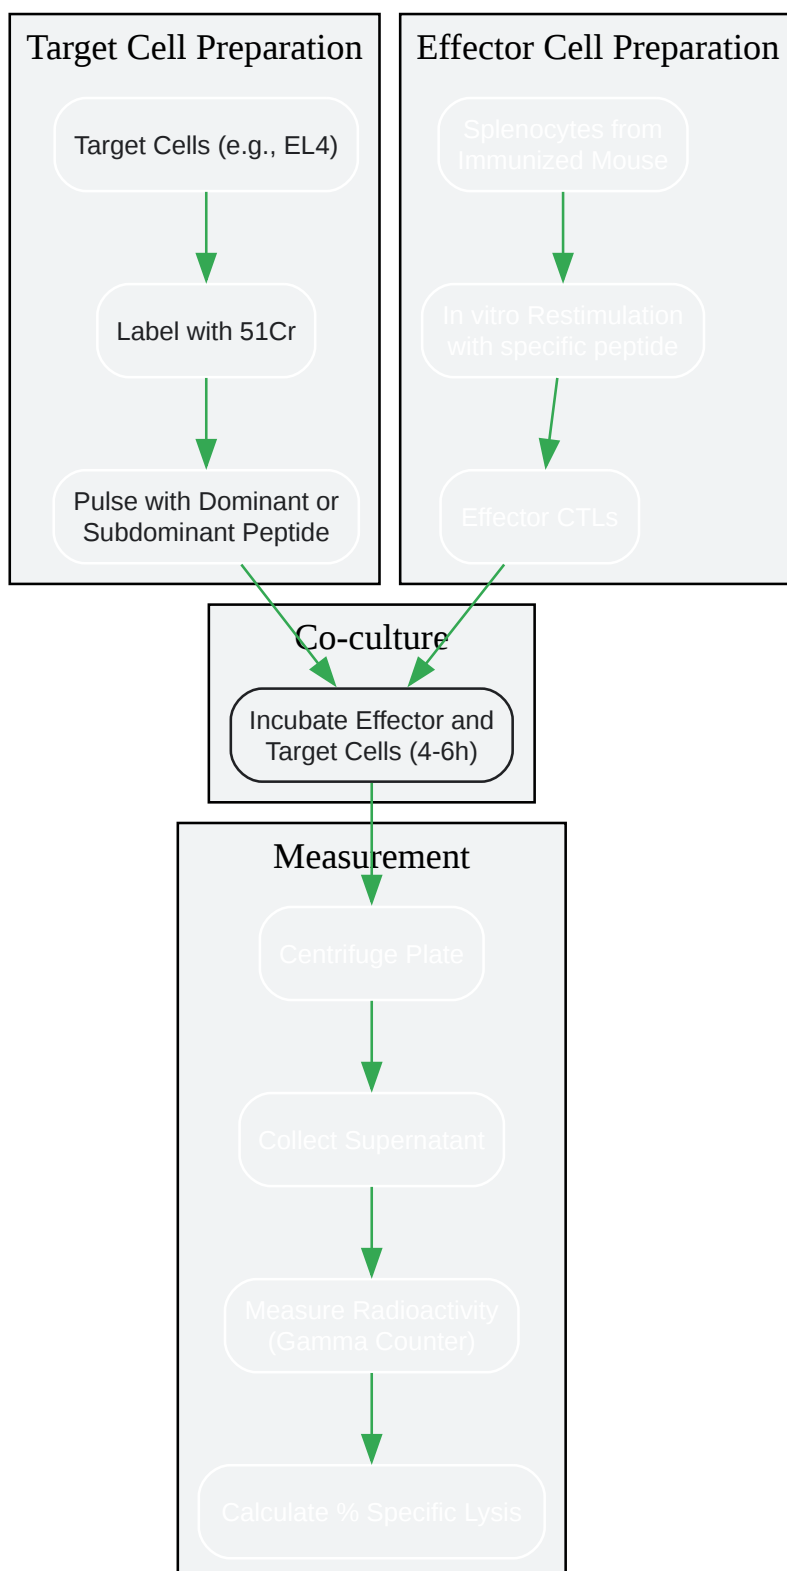 Target Cell Preparation
Target Cells (e.g., EL4)
Label with 51Cr
Pulse with Dominant or
Subdominant Peptide
Effector Cell Preparation
Splenocytes from
Immunized Mouse
In vitro Restimulation
with specific peptide
Effector CTLs
Co-culture
Incubate Effector and
Target Cells (4-6h)
Measurement
Centrifuge Plate
Collect Supernatant
Measure Radioactivity
(Gamma Counter)
Calculate % Specific Lysis